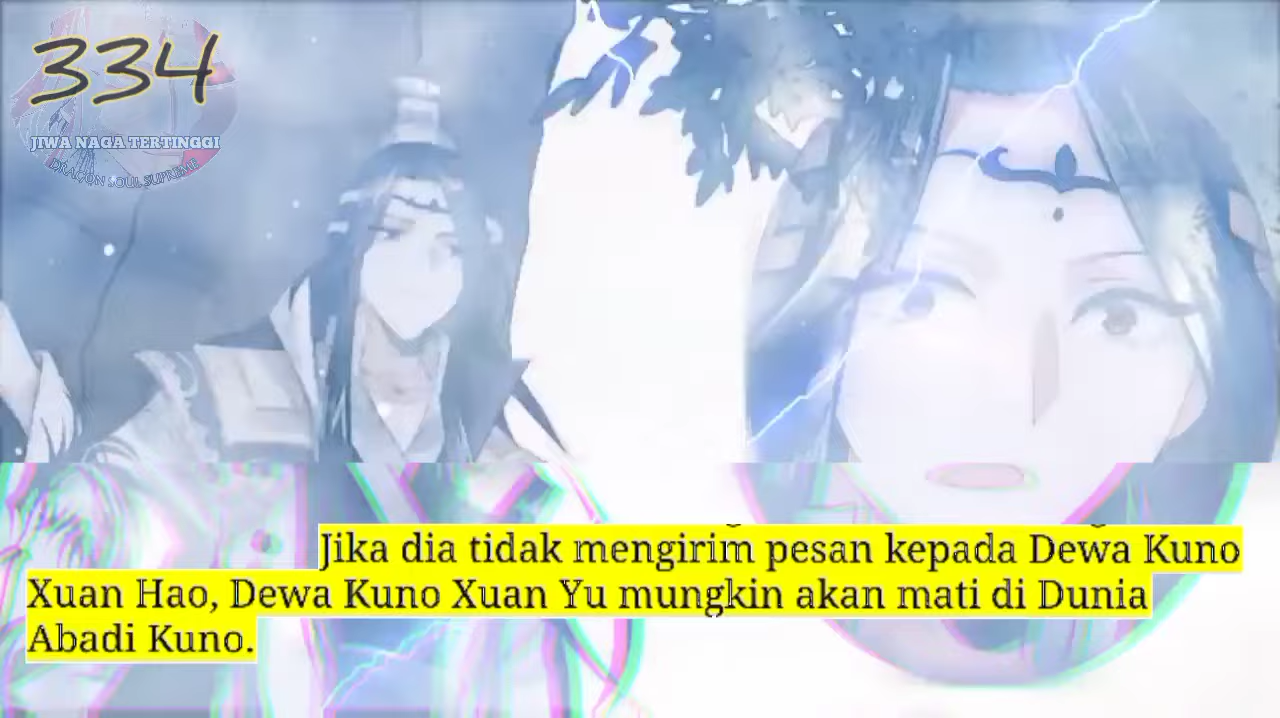 334
JIWA NAGA TERTINGGI
DRAGON SOUL SUPREME
Jika dia tidak mengirim pesan kepada Dewa Kuno
Xuan Hao, Dewa Kuno Xuan Yu mungkin akan mati di Dunia
Abadi Kuno.